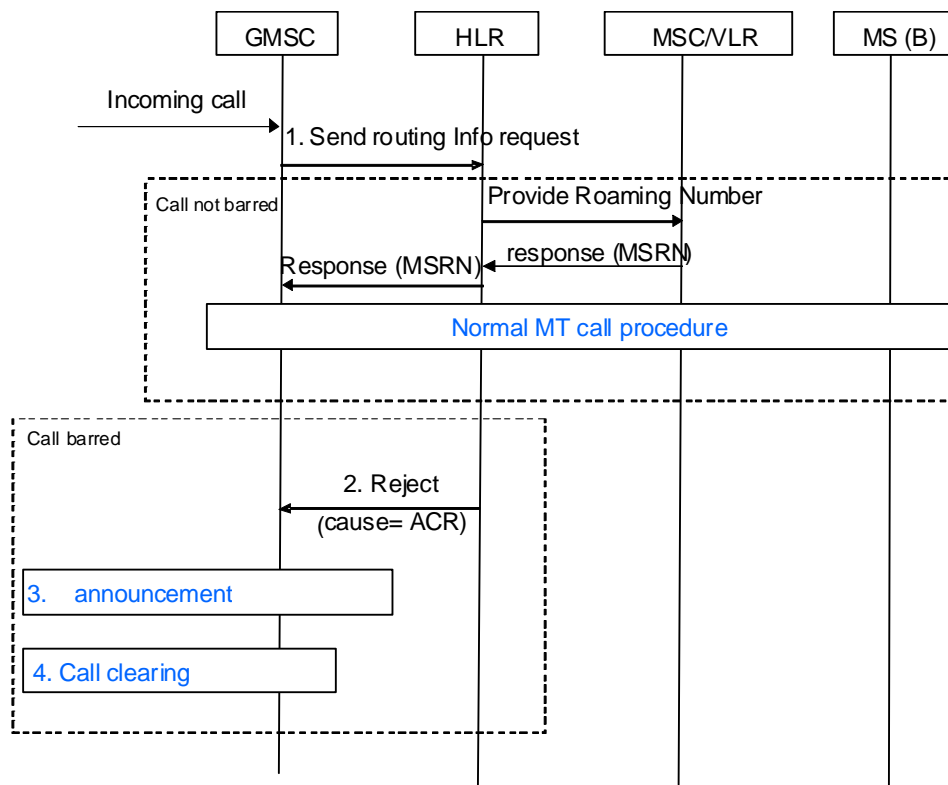 GMSC
HLR
MSC/VLR
MS (B)
Incoming call
1. Send routing Info request
Call not barred
Provide Roaming Number
response (MSRN)
Response (MSRN)
Normal MT call procedure
Call barred
2. Reject
(cause= ACR)
3. announcement
4. Call clearing